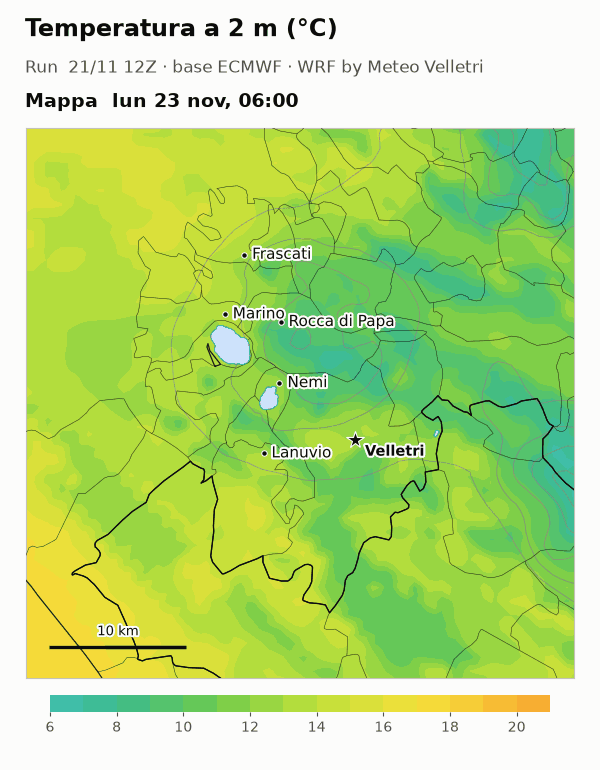 Temperatura a 2 m (°C)
Run  21/11 12Z · base ECMWF · WRF by Meteo Velletri
Mappa  lun 23 nov, 06:00
Frascati
Marino
Rocca di Papa
Nemi
Velletri
Lanuvio
10 km
6 8 10 12 14 16 18 20